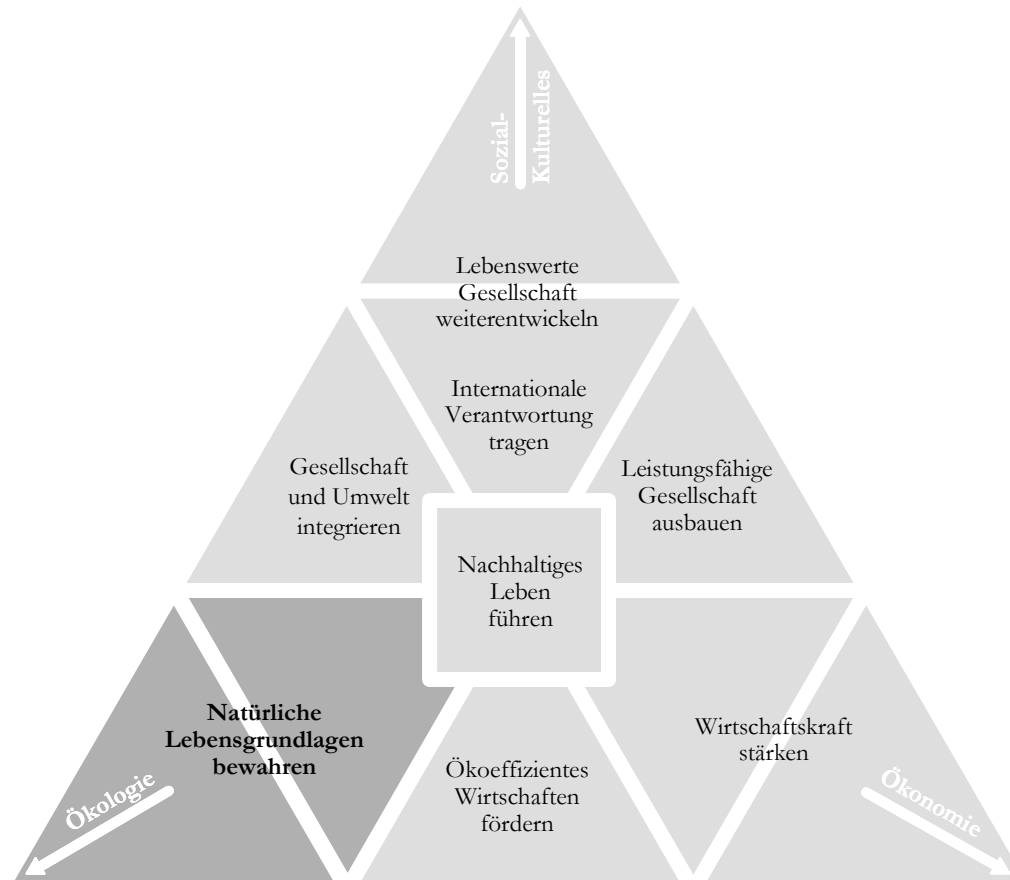 Sozial-
Kulturelles
Lebenswerte
Gesellschaft
weiterentwickeln
Internationale
Verantwortung
tragen
Gesellschaft
und Umwelt
integrieren
Leistungsfähige
Gesellschaft
ausbauen
Nachhaltiges
Leben
führen
Natürliche
Lebensgrundlagen
bewahren
Ökoeffizientes
Wirtschaften
fördern
Wirtschaftskraft
stärken
Ökologie
Ökonomie